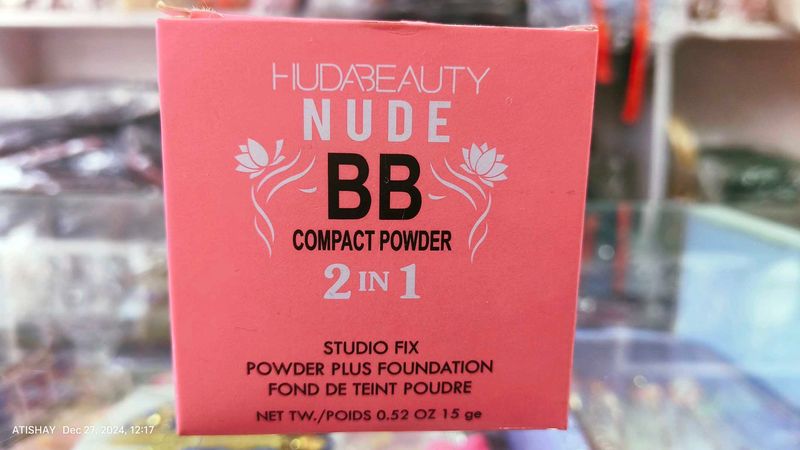 HUDABEAUTY
NUDE
BB
COMPACT POWDER
2 IN 1
STUDIO FIX
POWDER PLUS FOUNDATION
FOND DE TEINT POUDRE
NET TW./POIDS 0.52 OZ 15 ge
ATISHAY Dec 27, 2024, 12:17